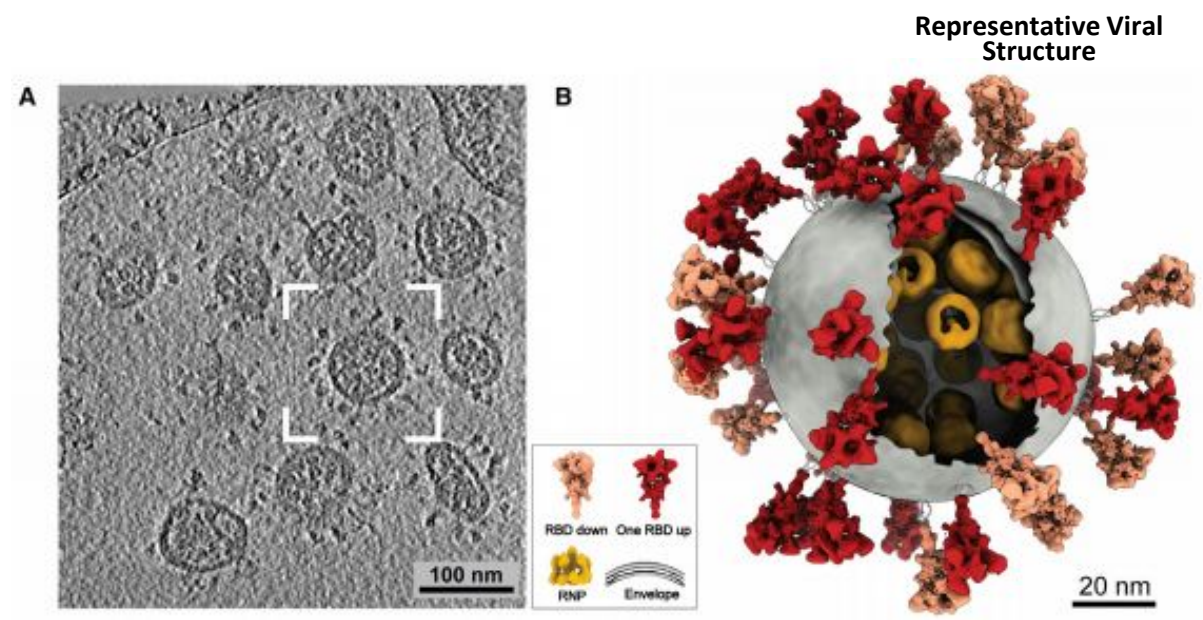 Representative Viral
Structure
A
B
RBD down One RBD up
RNP
Envelope
100 nm
20 nm